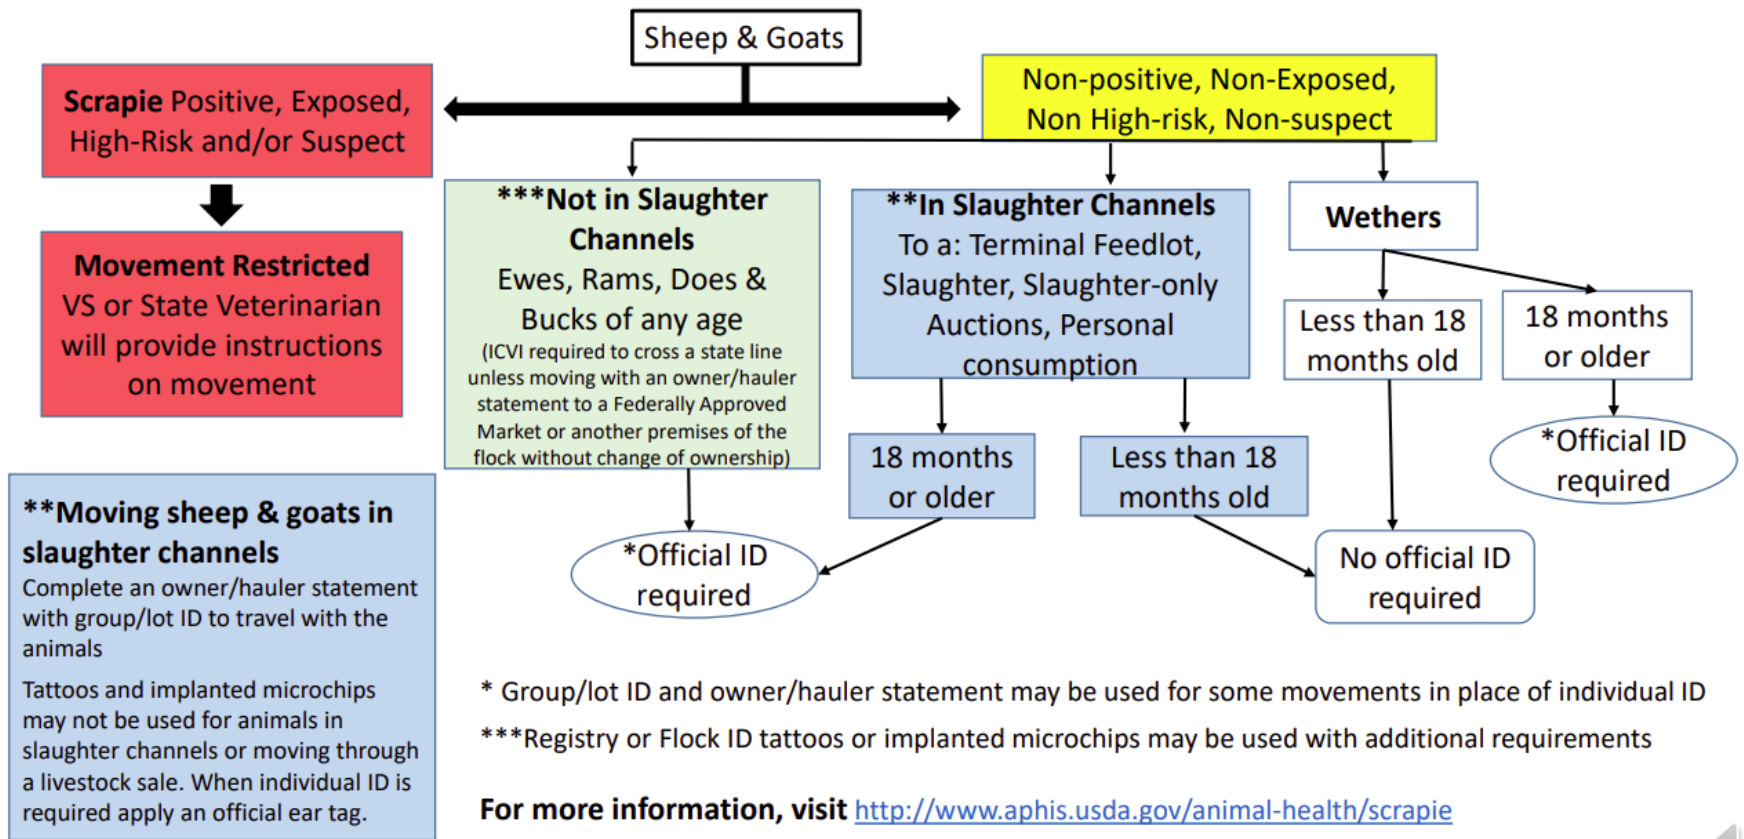 Sheep & Goats
Scrapie Positive, Exposed,
High-Risk and/or Suspect
Non-positive, Non-Exposed,
Non High-risk, Non-suspect
Movement Restricted
VS or State Veterinarian
will provide instructions
on movement
***Not in Slaughter
Channels
Ewes, Rams, Does &
Bucks of any age
(ICVI required to cross a state line
unless moving with an owner/hauler
statement to a Federally Approved
Market or another premises of the
flock without change of ownership)
**In Slaughter Channels
To a: Terminal Feedlot,
Slaughter, Slaughter-only
Auctions, Personal
consumption
Wethers
Less than 18
months old
18 months
or older
18 months
or older
Less than 18
months old
*Official ID
required
*Official ID
required
No official ID
required
**Moving sheep & goats in
slaughter channels
Complete an owner/hauler statement
with group/lot ID to travel with the
animals
Tattoos and implanted microchips
may not be used for animals in
slaughter channels or moving through
a livestock sale. When individual ID is
required apply an official ear tag.
* Group/lot ID and owner/hauler statement may be used for some movements in place of individual ID
***Registry or Flock ID tattoos or implanted microchips may be used with additional requirements
For more information, visit http://www.aphis.usda.gov/animal-health/scrapie